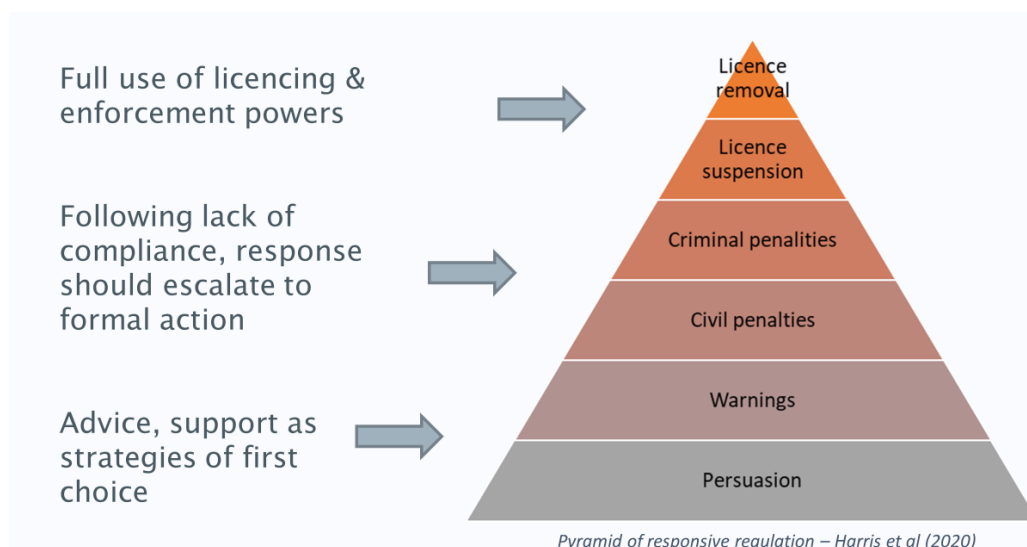 Full use of licencing &
enforcement powers
Following lack of
compliance, response
should escalate to
formal action
Advice, support as
strategies of first
choice
Licence
removal
Licence
suspension
Criminal penalities
Civil penalties
Warnings
Persuasion
Pyramid of responsive regulation – Harris et al (2020)